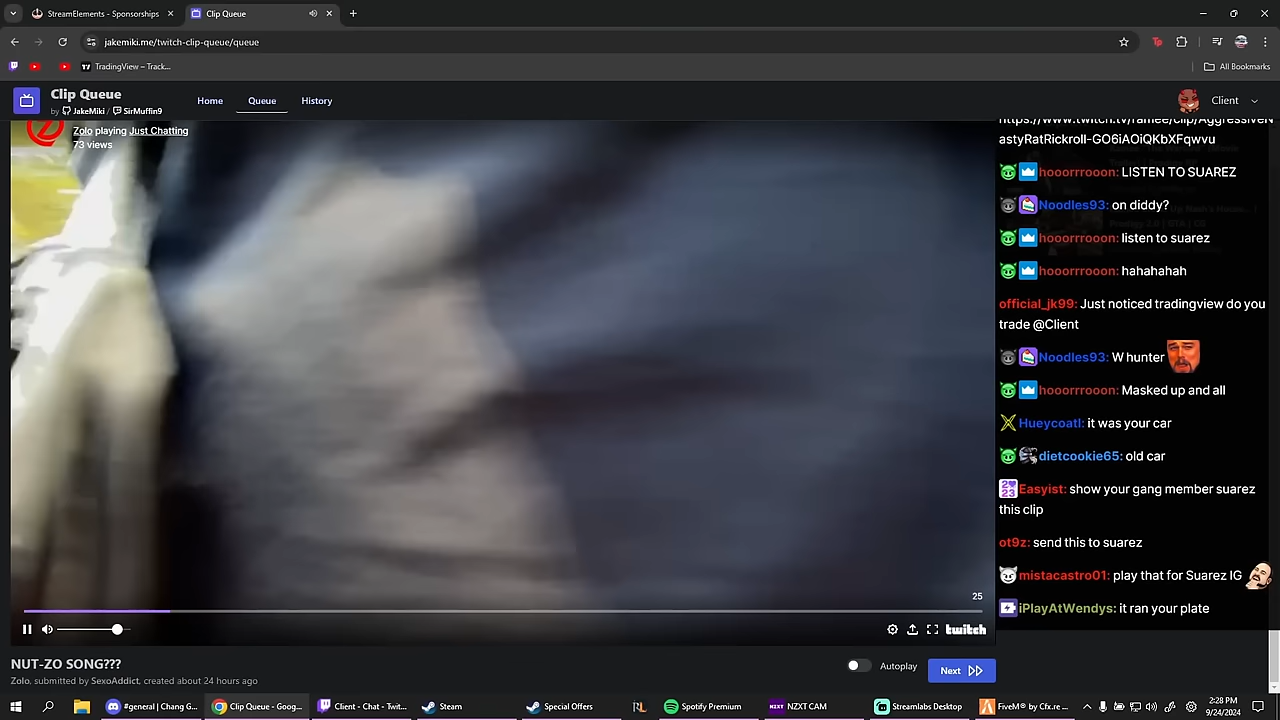 StreamElements - Sponsorships
Clip Queue
jakemiki.me/twitch-clip-queue/queue
TradingView – Track...
All Bookmarks
Clip Queue
by JakeMiki / SirMuffin9
Home
Queue
History
Client
Zolo playing Just Chatting
73 views
https://www.twitch.tv/ramee/clip/AggressiveN
astyRatRickroll-GO6iAOiQKbXFqwvu
hooorrrooon: LISTEN TO SUAREZ
Noodles93: on diddy?
hooorrrooon: listen to suarez
hooorrrooon: hahahahah
official_jk99: Just noticed tradingview do you
trade @Client
Noodles93: W hunter
hooorrrooon: Masked up and all
Hueycoatl: it was your car
dietcookie65: old car
Easyist: show your gang member suarez
this clip
ot9z: send this to suarez
mistacastro01: play that for Suarez IG
iPlayAtWendys: it ran your plate
25
twitch
NUT-ZO SONG???
Zolo, submitted by SexoAddict, created about 24 hours ago
Autoplay
Next
#general | Chang G...
Clip Queue - Goog...
Client - Chat - Twit...
Steam
Special Offers
RL
Spotify Premium
NZXT CAM
Streamlabs Desktop
FiveM® by Cfx.re ...
2:28 PM
9/24/2024